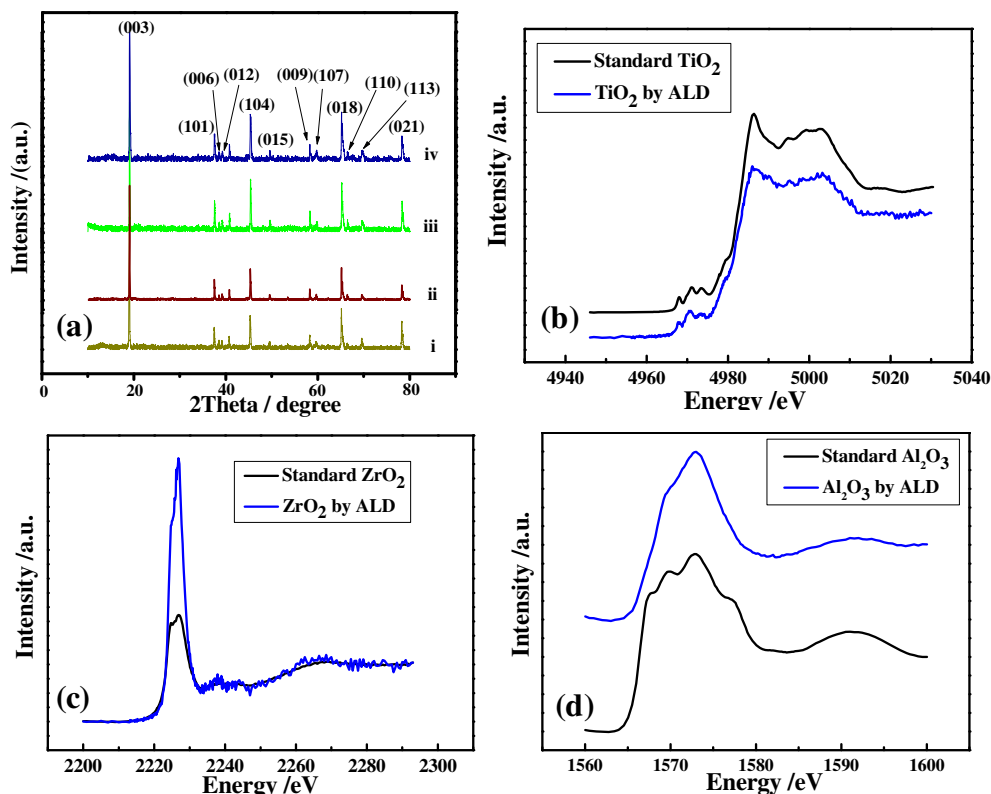 (003)
(006)
(012)
(009)
(107)
(110)
(113)
(018)
(101)
(104)
(015)
(021)
iv
iii
ii
i
(a)
Intensity /(a.u.)
0 20 40 60 80
2Theta / degree
Standard TiO₂
TiO₂ by ALD
Intensity /a.u.
(b)
4940 4960 4980 5000 5020 5040
Energy /eV
Standard ZrO₂
ZrO₂ by ALD
Intensity /a.u.
(c)
2200 2220 2240 2260 2280 2300
Energy /eV
Standard Al₂O₃
Al₂O₃ by ALD
Intensity /a.u.
(d)
1560 1570 1580 1590 1600
Energy /eV